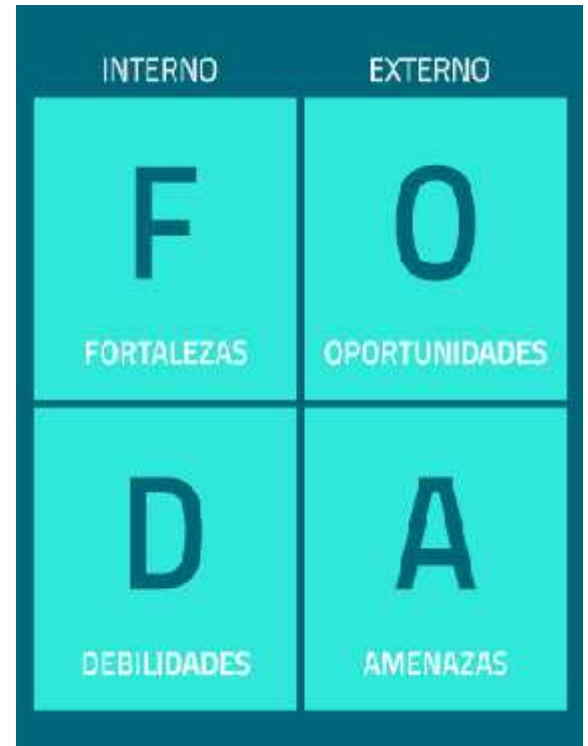 INTERNO EXTERNO
F O
FORTALEZAS OPORTUNIDADES
D A
DEBILIDADES AMENAZAS